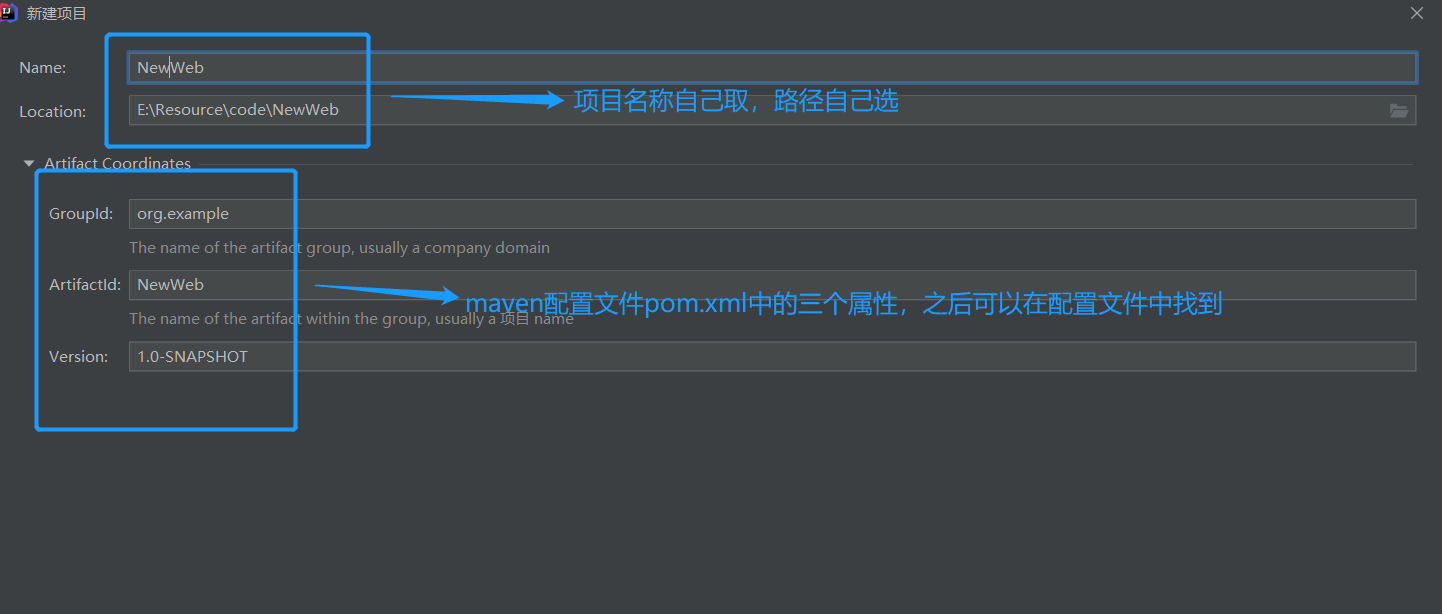 新建项目
Name: NewWeb
Location: E:\Resource\code\NewWeb
项目名称自己取，路径自己选
Artifact Coordinates
GroupId: org.example
The name of the artifact group, usually a company domain
ArtifactId: NewWeb
maven配置文件pom.xml中的三个属性，之后可以在配置文件中找到
The name of the artifact within the group, usually a 项目 name
Version: 1.0-SNAPSHOT